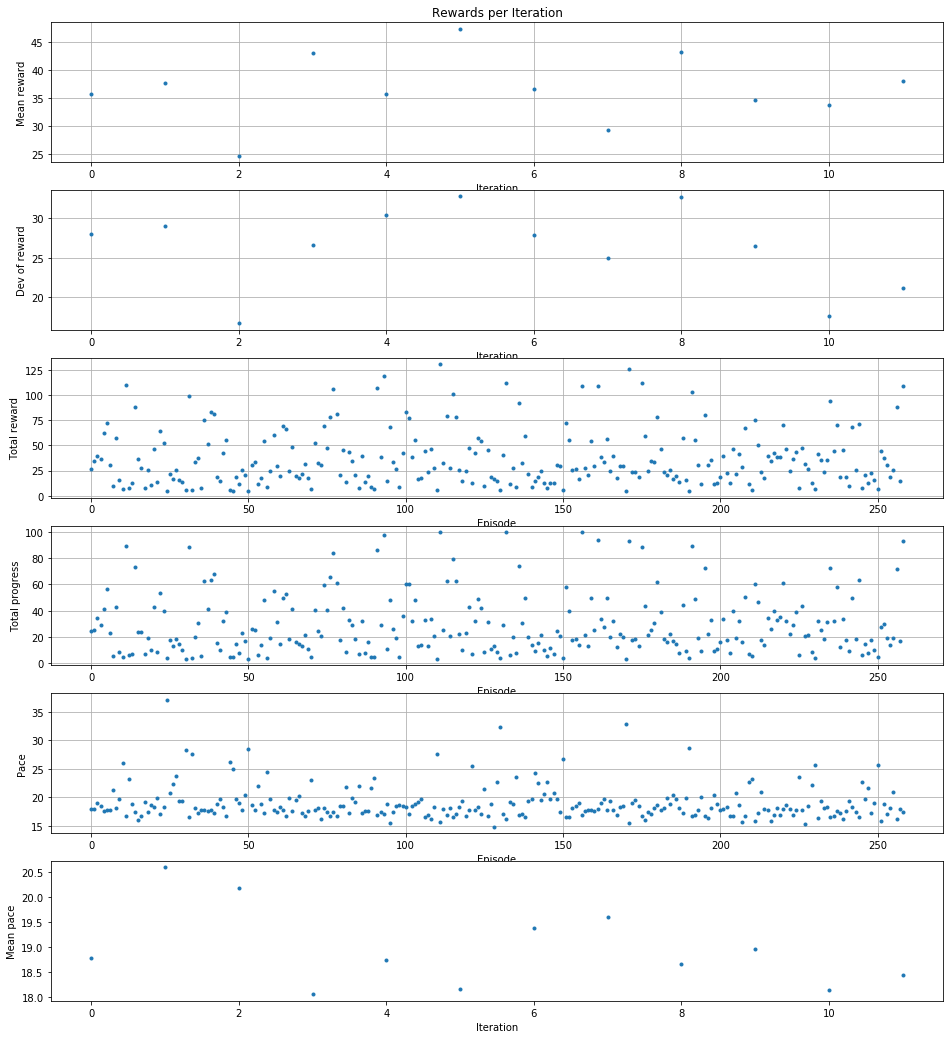 Rewards per Iteration
Mean reward
45
40
35
30
25
0 2 4 6 8 10
Iteration
Dev of reward
30
25
20
0 2 4 6 8 10
Iteration
Total reward
125
100
75
50
25
0
0 50 100 150 200 250
Episode
Total progress
100
80
60
40
20
0
0 50 100 150 200 250
Episode
Pace
35
30
25
20
15
0 50 100 150 200 250
Episode
Mean pace
20.5
20.0
19.5
19.0
18.5
18.0
0 2 4 6 8 10
Iteration